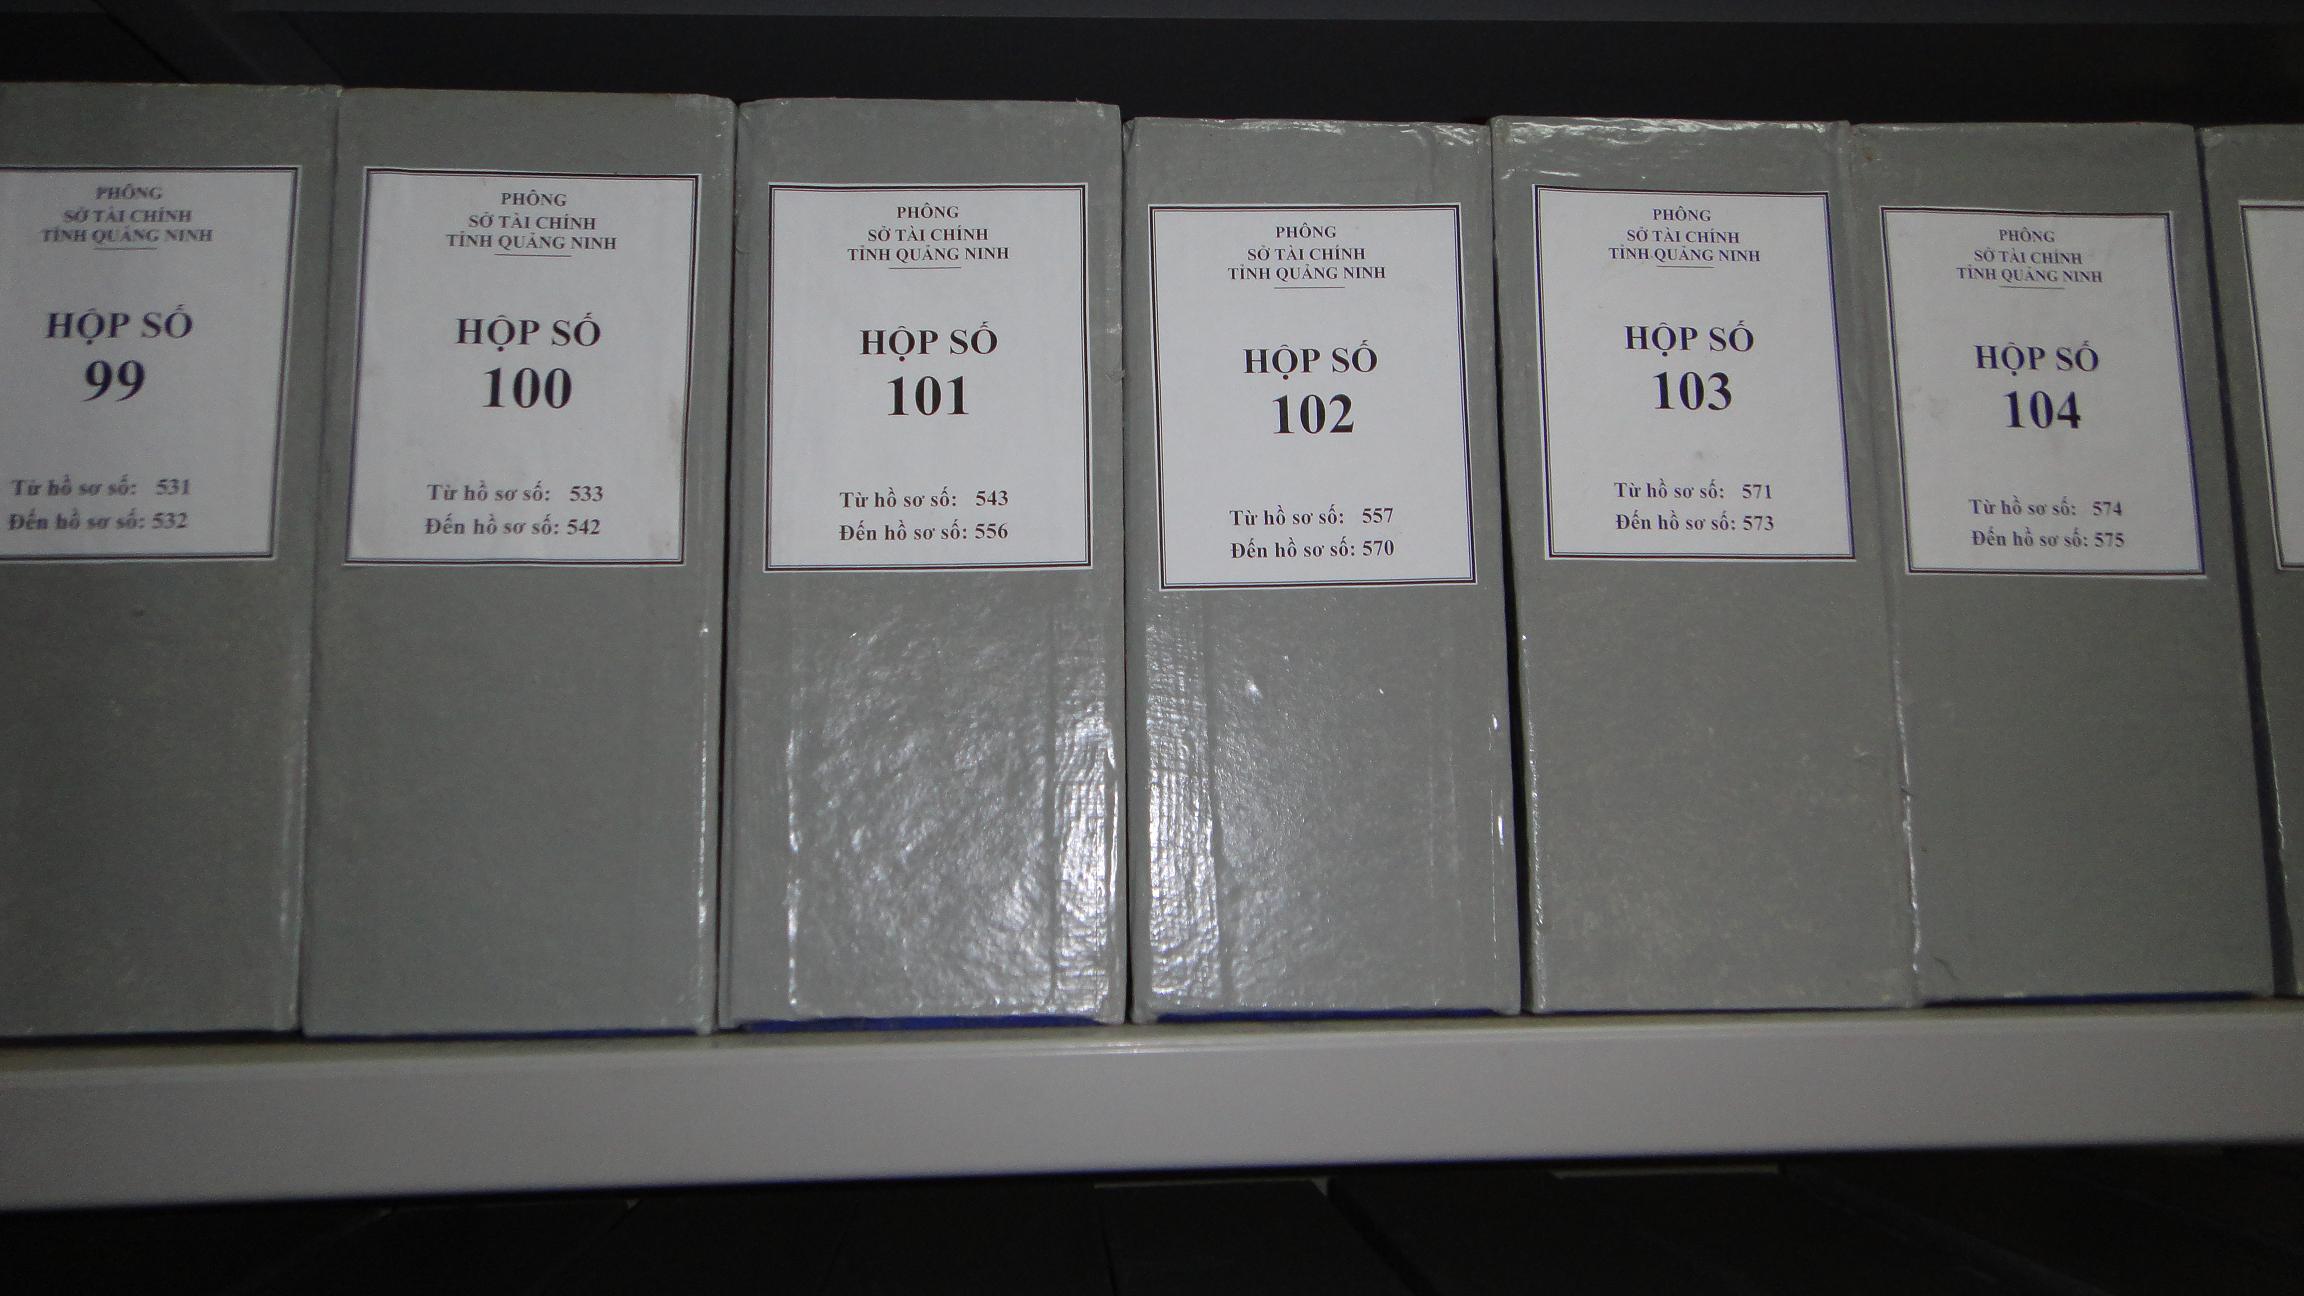 PHÔNG
SỞ TÀI CHÍNH
TỈNH QUẢNG NINH
HỘP SỐ
99
Từ hồ sơ số: 531
Đến hồ sơ số: 532
PHÔNG
SỞ TÀI CHÍNH
TỈNH QUẢNG NINH
HỘP SỐ
100
Từ hồ sơ số: 533
Đến hồ sơ số: 542
PHÔNG
SỞ TÀI CHÍNH
TỈNH QUẢNG NINH
HỘP SỐ
101
Từ hồ sơ số: 543
Đến hồ sơ số: 556
PHÔNG
SỞ TÀI CHÍNH
TỈNH QUẢNG NINH
HỘP SỐ
102
Từ hồ sơ số: 557
Đến hồ sơ số: 570
PHÔNG
SỞ TÀI CHÍNH
TỈNH QUẢNG NINH
HỘP SỐ
103
Từ hồ sơ số: 571
Đến hồ sơ số: 573
PHÔNG
SỞ TÀI CHÍNH
TỈNH QUẢNG NINH
HỘP SỐ
104
Từ hồ sơ số: 574
Đến hồ sơ số: 575